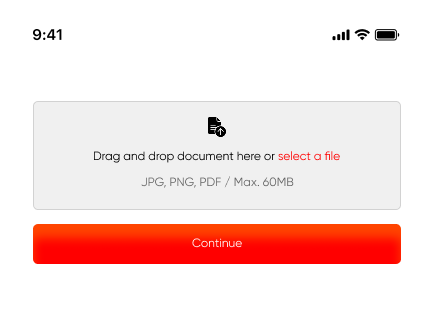 9:41
Drag and drop document here or select a file
JPG, PNG, PDF / Max. 60MB
Continue